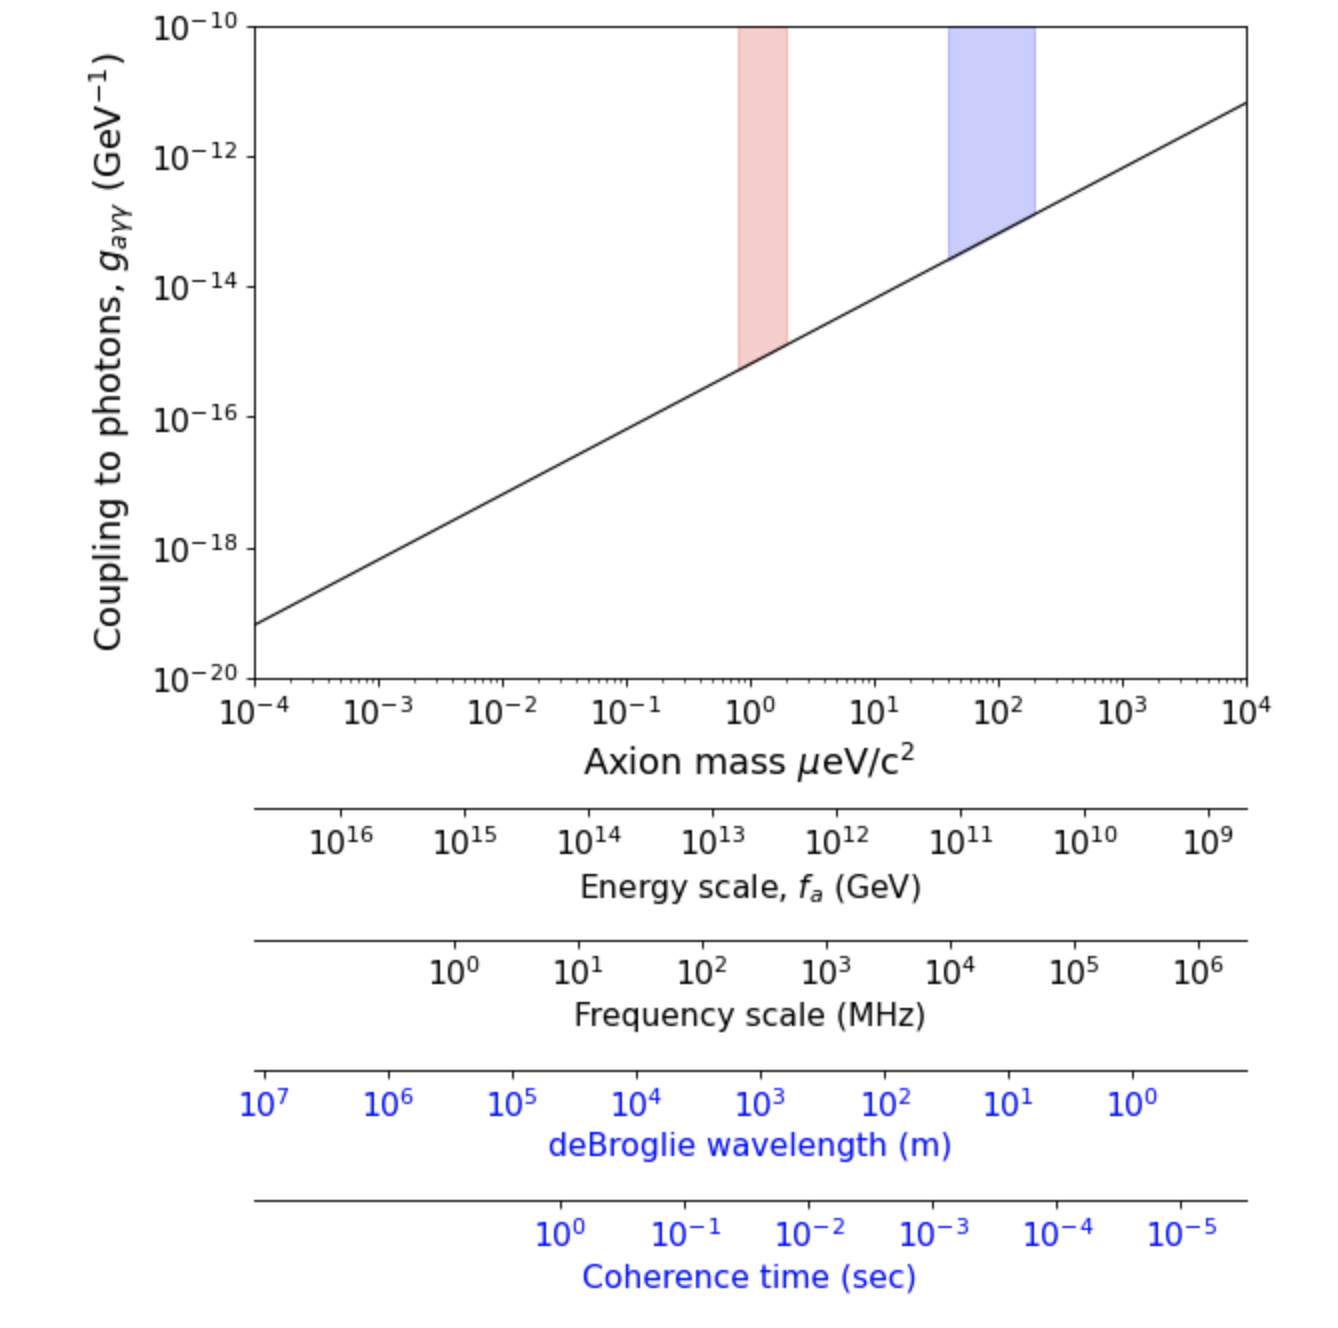 10⁻¹⁰
10⁻¹²
10⁻¹⁴
10⁻¹⁶
10⁻¹⁸
10⁻²⁰
Coupling to photons, gₐᵧᵧ (GeV⁻¹)
10⁻⁴ 10⁻³ 10⁻² 10⁻¹ 10⁰ 10¹ 10² 10³ 10⁴
Axion mass μeV/c²
10¹⁶ 10¹⁵ 10¹⁴ 10¹³ 10¹² 10¹¹ 10¹⁰ 10⁹
Energy scale, fₐ (GeV)
10⁰ 10¹ 10² 10³ 10⁴ 10⁵ 10⁶
Frequency scale (MHz)
10⁷ 10⁶ 10⁵ 10⁴ 10³ 10² 10¹ 10⁰
deBroglie wavelength (m)
10⁰ 10⁻¹ 10⁻² 10⁻³ 10⁻⁴ 10⁻⁵
Coherence time (sec)